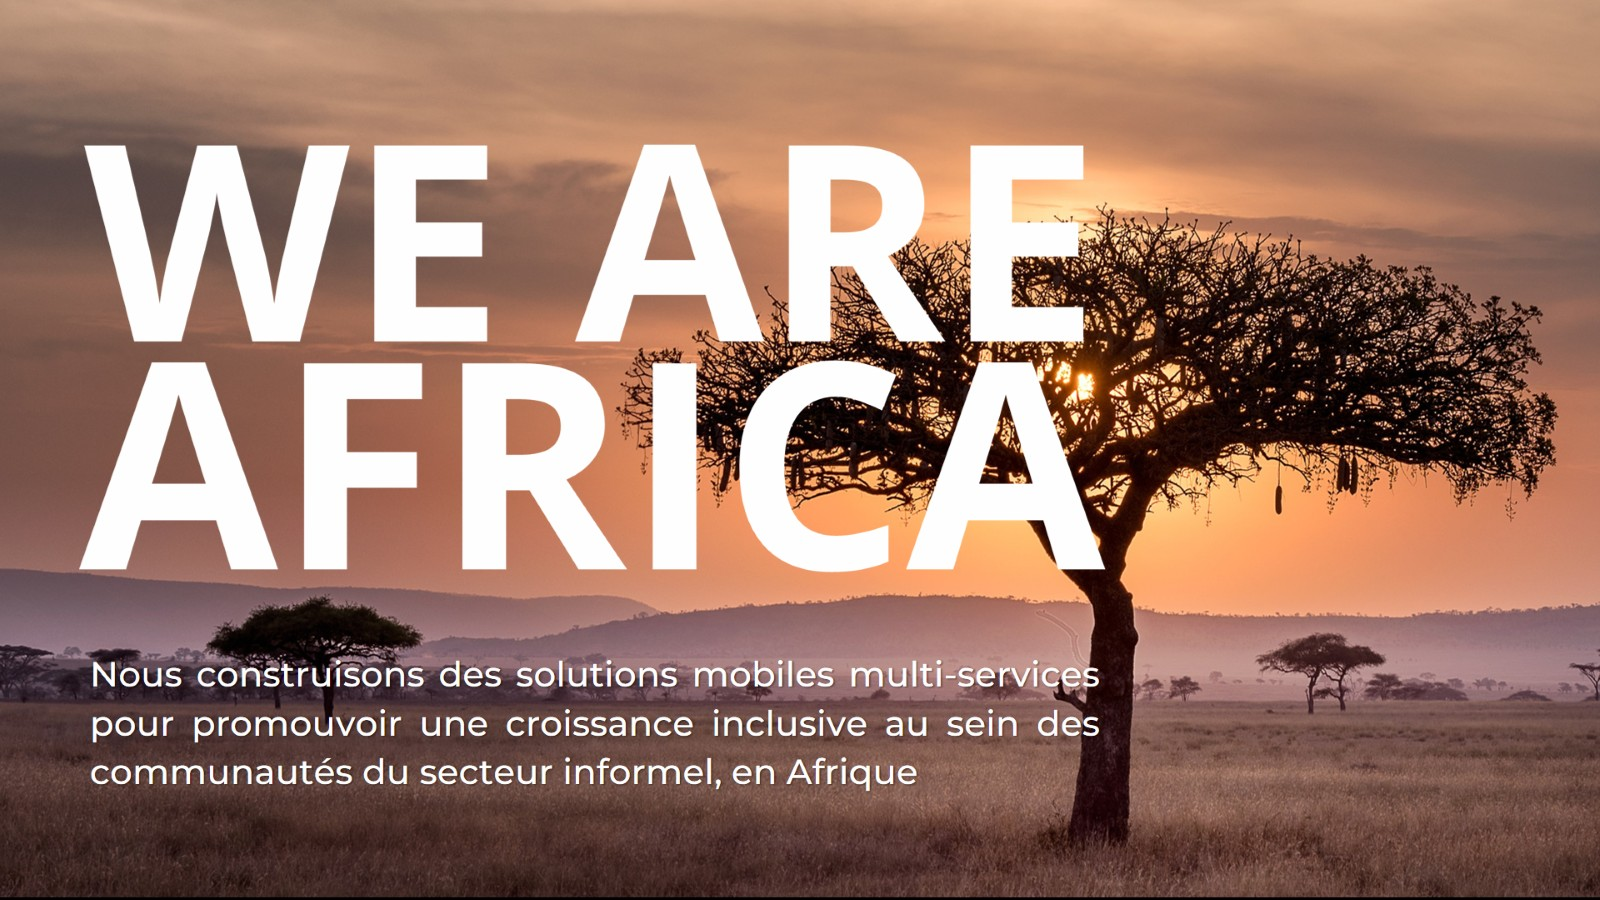 WE ARE
AFRICA
Nous construisons des solutions mobiles multi-services
pour promouvoir une croissance inclusive au sein des
communautés du secteur informel, en Afrique